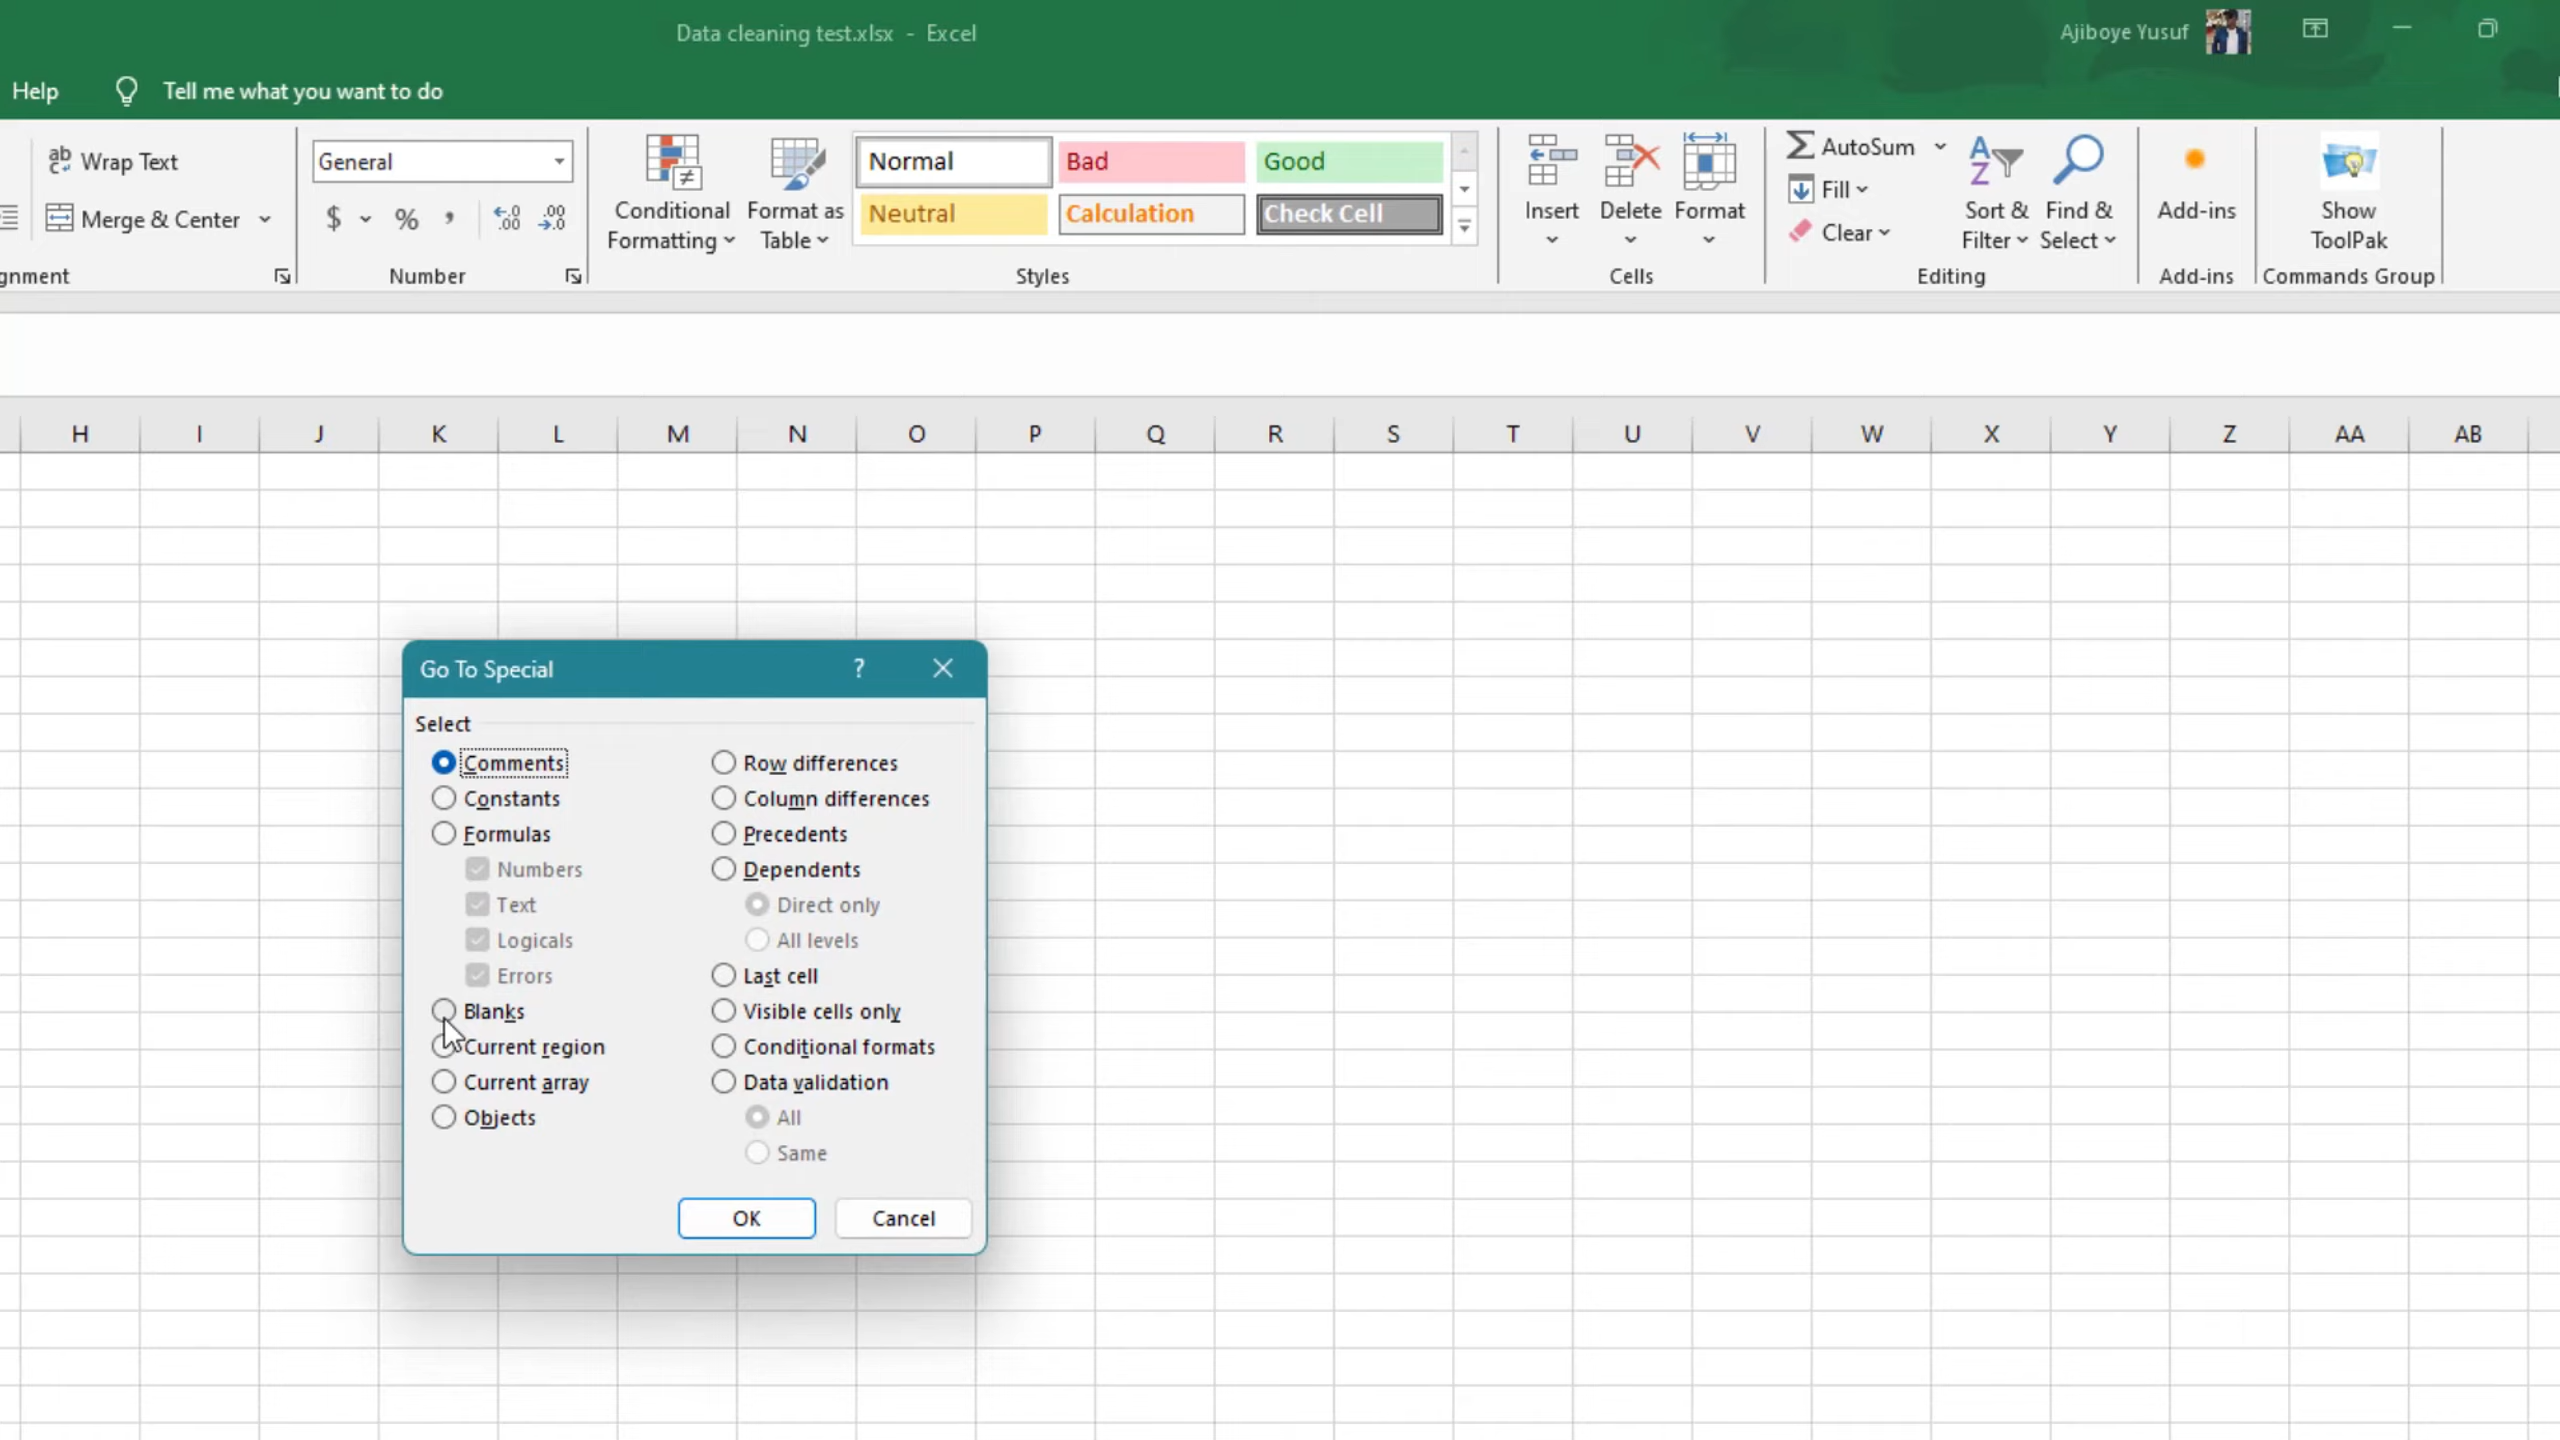 Data cleaning test.xlsx - Excel
Ajiboye Yusuf
Help
Tell me what you want to do
Wrap Text
Merge & Center
gnment
General
$ % ,
Number
Conditional Formatting
Format as Table
Normal
Bad
Good
Neutral
Calculation
Check Cell
Styles
Insert
Delete
Format
Cells
AutoSum
Fill
Clear
Sort & Filter
Find & Select
Editing
Add-ins
Add-ins
Show ToolPak
Commands Group
H I J K L M N O P Q R S T U V W X Y Z AA AB
Go To Special
?
Select
Comments
Constants
Formulas
Numbers
Text
Logicals
Errors
Blanks
Current region
Current array
Objects
Row differences
Column differences
Precedents
Dependents
Direct only
All levels
Last cell
Visible cells only
Conditional formats
Data validation
All
Same
OK
Cancel